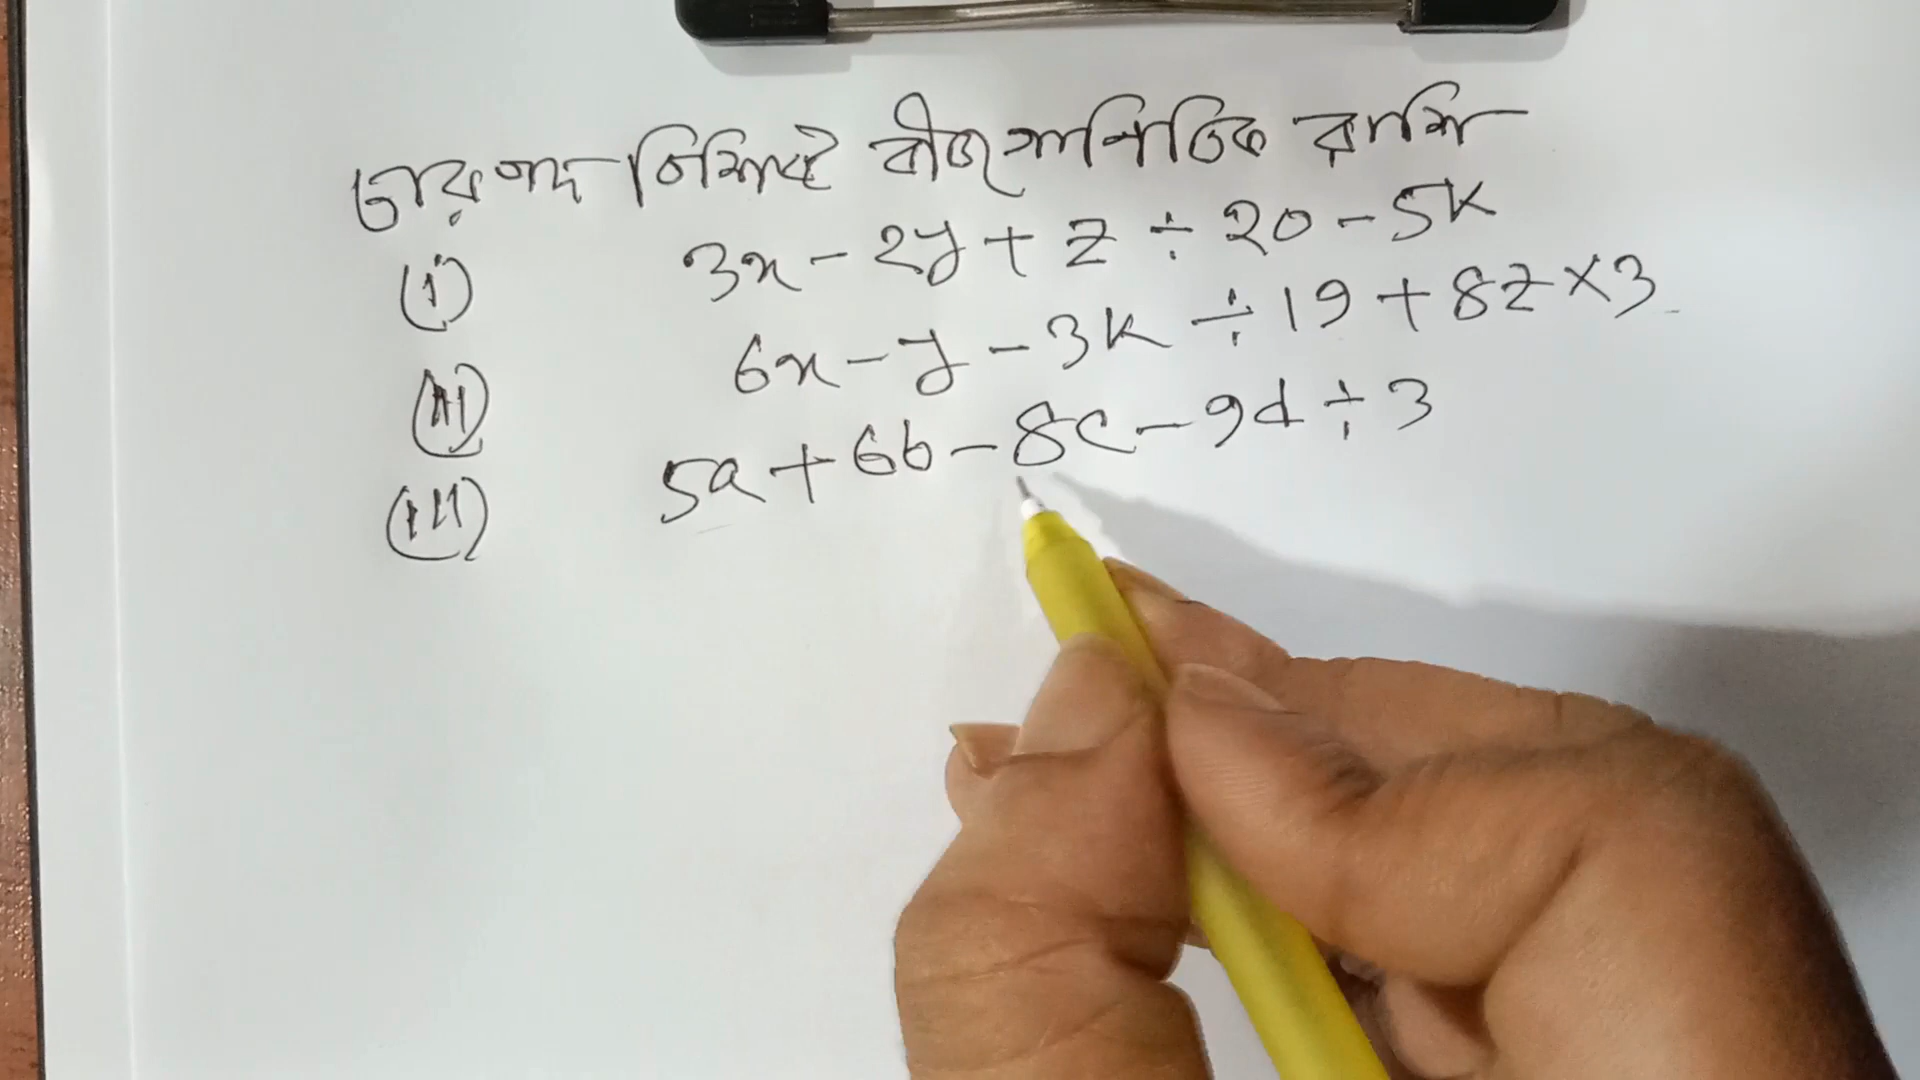 চার পদ বিশিষ্ট বীজগাণিতিক রাশি
(i) 3x - 2y + z ÷ 20 - 5k
(ii) 6x - y - 3k ÷ 19 + 8z × 3
(iii) 5a + 6b - 8c - 9d ÷ 3